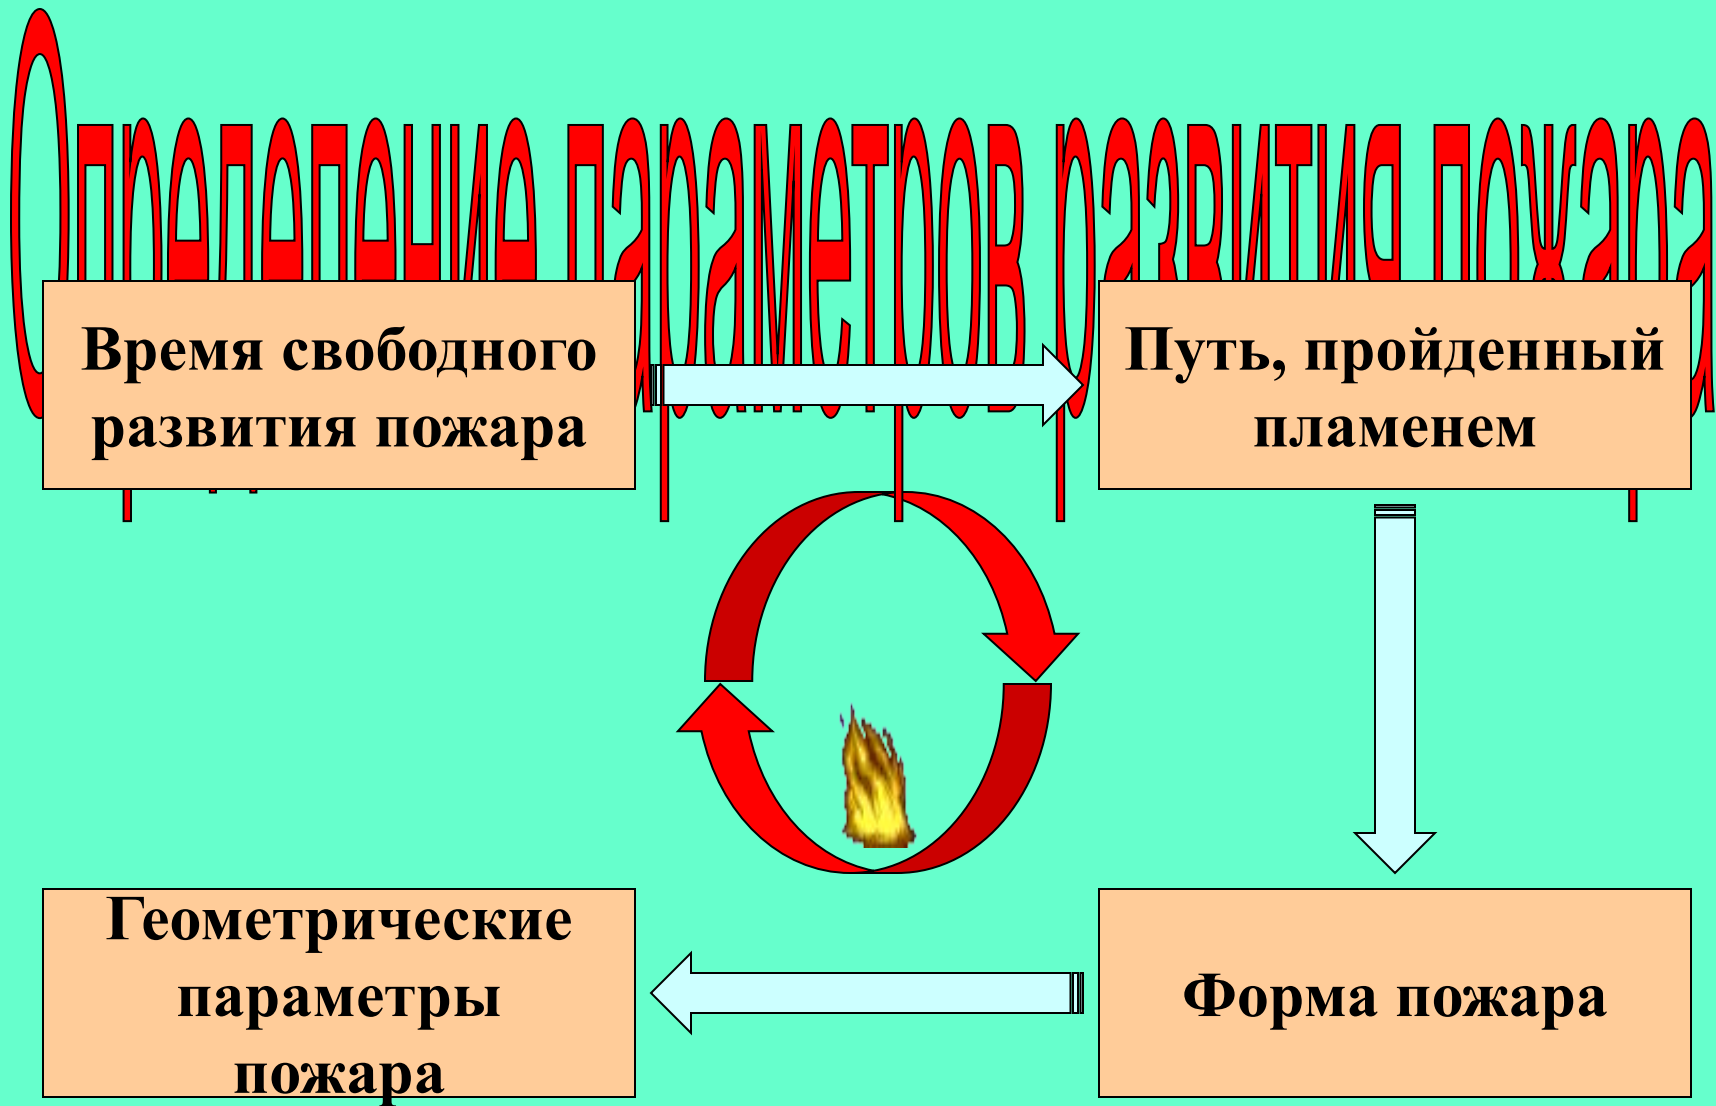 Определение параметров развития пожара
Время свободного
развития пожара
Путь, пройденный
пламенем
Геометрические
параметры
пожара
Форма пожара